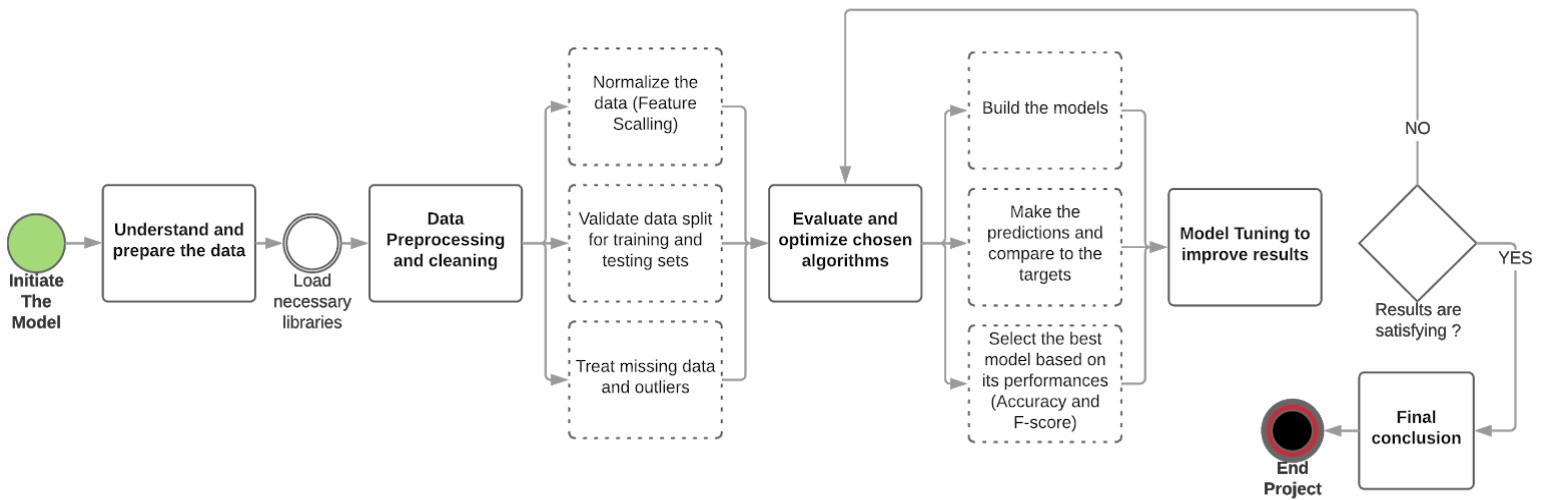 Initiate
The
Model
Understand and
prepare the data
Load
necessary
libraries
Data
Preprocessing
and cleaning
Normalize the
data (Feature
Scalling)
Validate data split
for training and
testing sets
Treat missing data
and outliers
Evaluate and
optimize chosen
algorithms
Build the models
Make the
predictions and
compare to the
targets
Select the best
model based on
its performances
(Accuracy and
F-score)
Model Tuning to
improve results
NO
YES
Results are
satisfying ?
Final
conclusion
End
Project